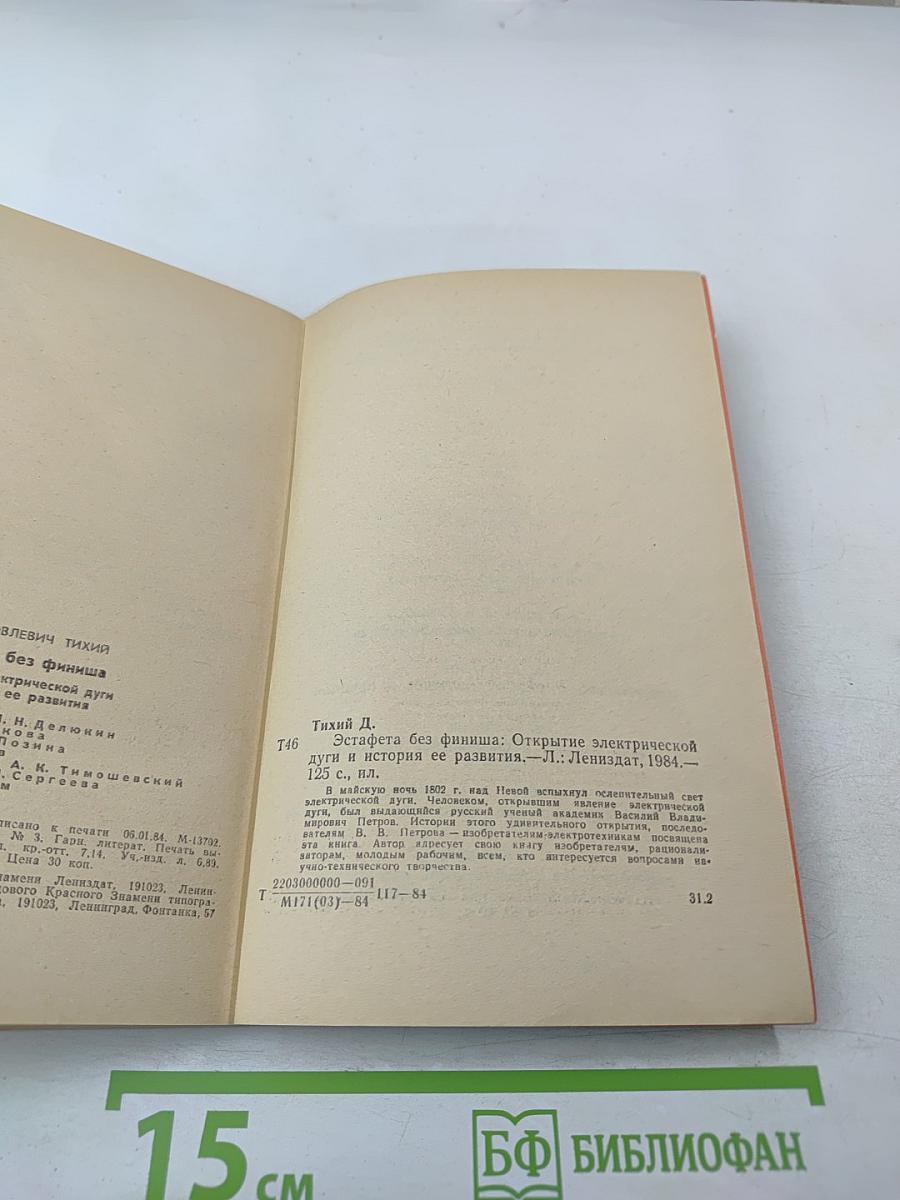 ОВЛЕВИЧ ТИХИЙ
без финиша
ктрической дуги
ее развития
Н. Делюкин
кова
Позина
в
А. К. Тимошевский
Сергеева
м
писано к печати 06.01.84. М-13702.
№ 3. Гарн. литерат. Печать вы-
л. кр.-отт. 7,14. Уч.-изд. л. 6,89.
Цена 30 коп.
намени Лениздат, 191023, Ленин-
дового Красного Знамени типогра-
а, 191023, Ленинград, Фонтанка, 57
Тихий Д.
Т46 Эстафета без финиша: Открытие электрической
дуги и история ее развития.—Л.: Лениздат, 1984.—
125 с., ил.
В майскую ночь 1802 г. над Невой вспыхнул ослепительный свет
электрической дуги. Человеком, открывшим явление электрической
дуги, был выдающийся русский ученый академик Василий Влади-
мирович Петров. Истории этого удивительного открытия, последо-
вателям В. В. Петрова — изобретателям-электротехникам посвящена
эта книга. Автор адресует свою книгу изобретателям, рационали-
заторам, молодым рабочим, всем, кто интересуется вопросами на-
учно-технического творчества.
2203000000—091
Т 117—84
М171(03)—84
31.2
15 см
БФ БИБЛИОФАН